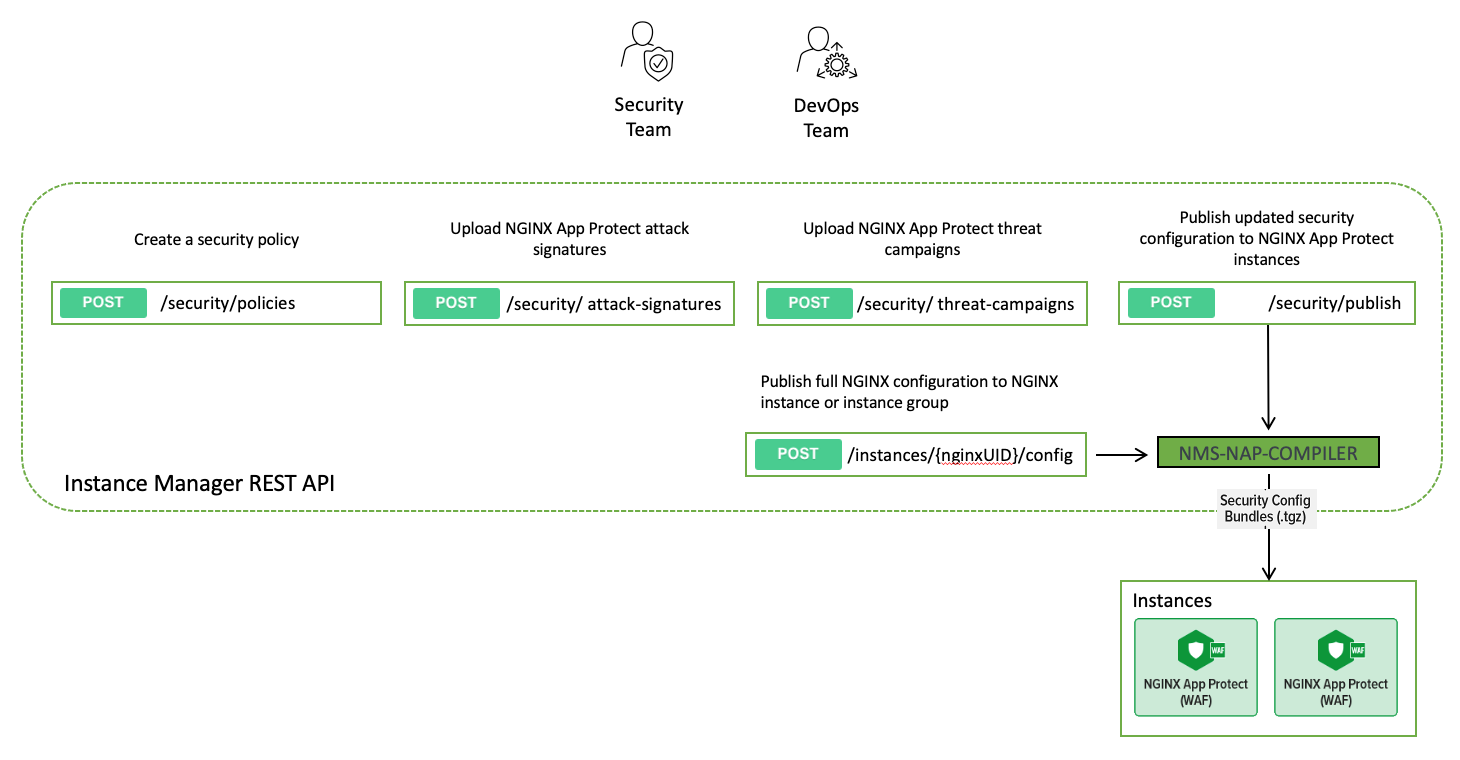 Security
Team
DevOps
Team
Create a security policy
POST /security/policies
Upload NGINX App Protect attack
signatures
POST /security/ attack-signatures
Upload NGINX App Protect threat
campaigns
POST /security/ threat-campaigns
Publish updated security
configuration to NGINX App Protect
instances
POST /security/publish
Publish full NGINX configuration to NGINX
instance or instance group
POST /instances/{nginxUID}/config
NMS-NAP-COMPILER
Instance Manager REST API
Security Config
Bundles (.tgz)
Instances
WAF
NGINX App Protect
(WAF)
WAF
NGINX App Protect
(WAF)